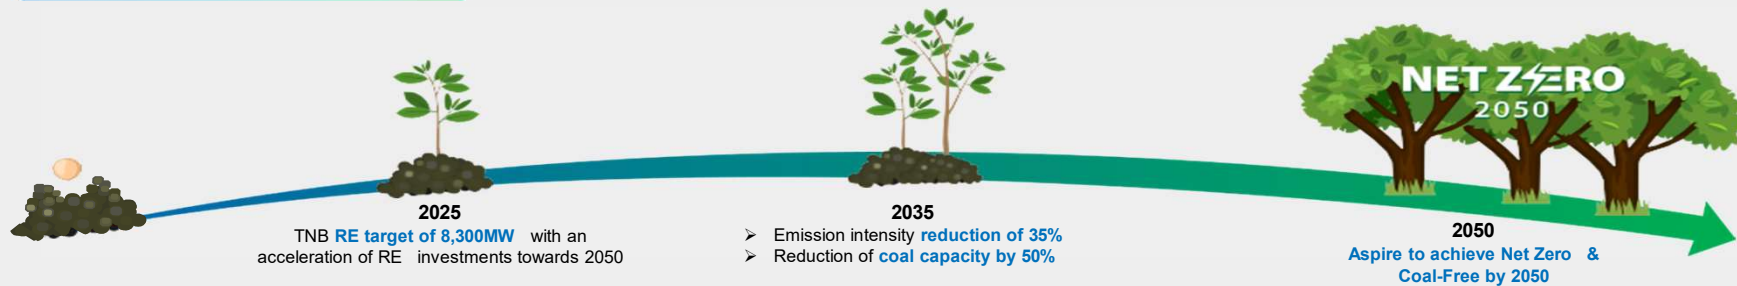 NET ZERO
2050
2025
TNB RE target of 8,300MW with an
acceleration of RE investments towards 2050
2035
➢ Emission intensity reduction of 35%
➢ Reduction of coal capacity by 50%
2050
Aspire to achieve Net Zero &
Coal-Free by 2050